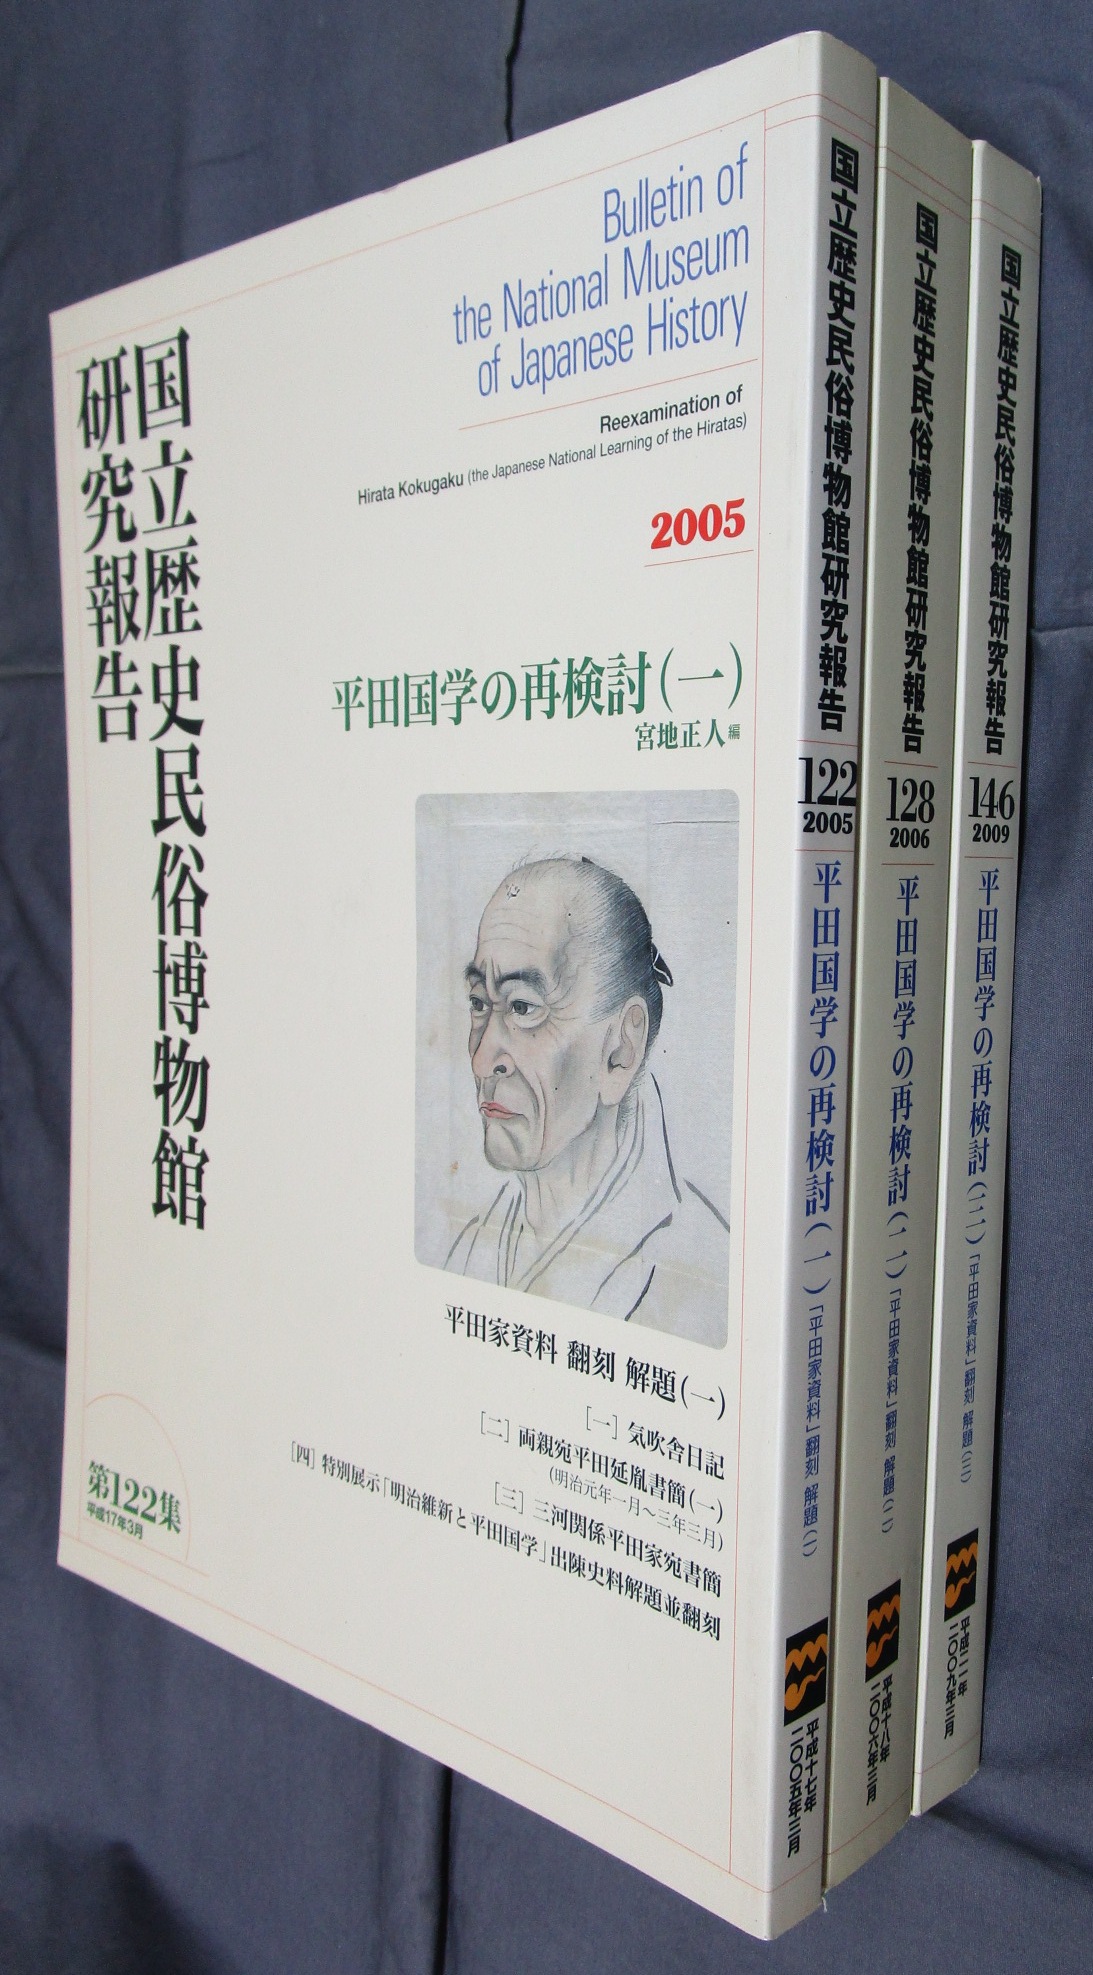 国立歴史民俗博物館
研究報告
Bulletin of
the National Museum
of Japanese History
Reexamination of
Hirata Kokugaku (the Japanese National Learning of the Hiratas)
2005
平田国学の再検討(一)
宮地正人編
平田家資料 翻刻 解題(一)
[一] 気吹舎日記
[二] 両親宛平田延胤書簡(一)
(明治元年一月~三年三月)
[三] 三河関係平田家宛書簡
[四] 特別展示「明治維新と平田国学」出陳史料解題並翻刻
第122集
平成17年3月
国立歴史民俗博物館研究報告
122
2005
平田国学の再検討(一)「平田家資料」翻刻 解題(一)
平成十七年
二〇〇五年三月
国立歴史民俗博物館研究報告
128
2006
平田国学の再検討(二)「平田家資料」翻刻 解題(二)
平成十八年
二〇〇六年三月
国立歴史民俗博物館研究報告
146
2009
平田国学の再検討(三)「平田家資料」翻刻 解題(三)
平成二一年
二〇〇九年三月